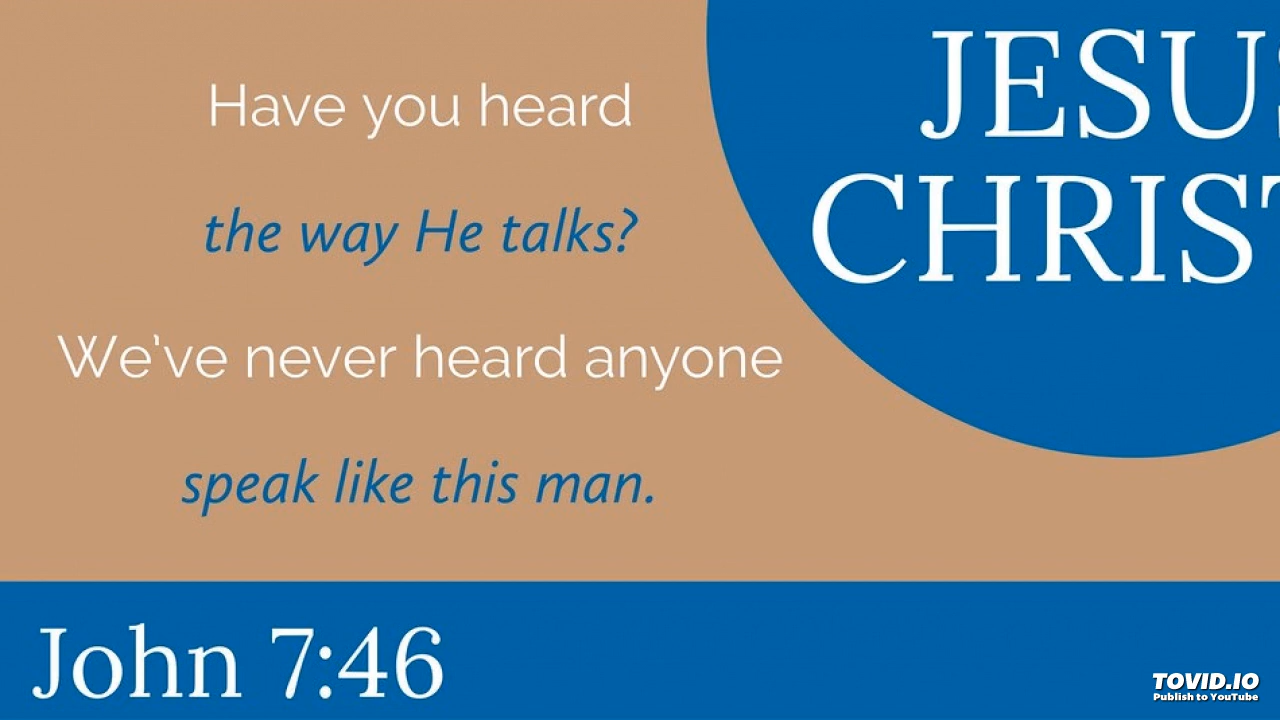 Have you heard
the way He talks?
We've never heard anyone
speak like this man.
JESUS
CHRIST
John 7:46
TOVID.IO
Publish to YouTube